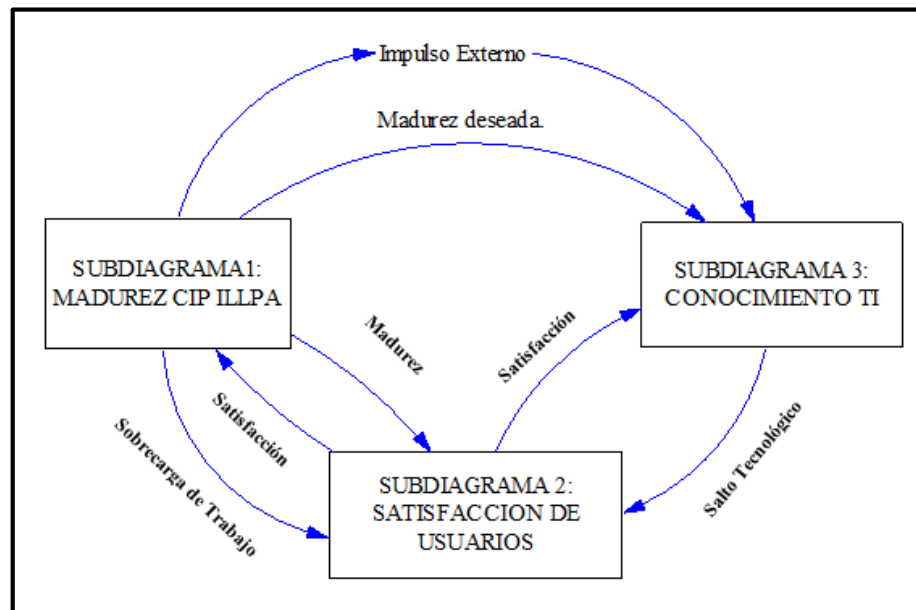 Impulso Externo
Madurez deseada.
SUBDIAGRAMA1:
MADUREZ CIP ILLPA
SUBDIAGRAMA 3:
CONOCIMIENTO TI
Madurez
Satisfacción
Satisfacción
Sobrecarga de Trabajo
Salto Tecnológico
SUBDIAGRAMA 2:
SATISFACCION DE
USUARIOS